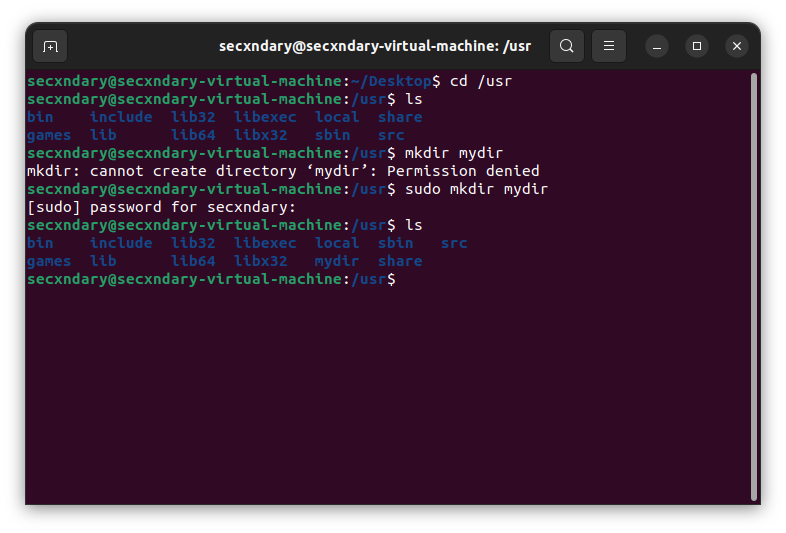 secxndary@secxndary-virtual-machine: /usr
secxndary@secxndary-virtual-machine:~/Desktop$ cd /usr
secxndary@secxndary-virtual-machine:/usr$ ls
bin    include  lib32  libexec  local  share
games  lib      lib64  libx32   sbin   src
secxndary@secxndary-virtual-machine:/usr$ mkdir mydir
mkdir: cannot create directory ‘mydir’: Permission denied
secxndary@secxndary-virtual-machine:/usr$ sudo mkdir mydir
[sudo] password for secxndary:
secxndary@secxndary-virtual-machine:/usr$ ls
bin    include  lib32  libexec  local  sbin   src
games  lib      lib64  libx32   mydir  share
secxndary@secxndary-virtual-machine:/usr$